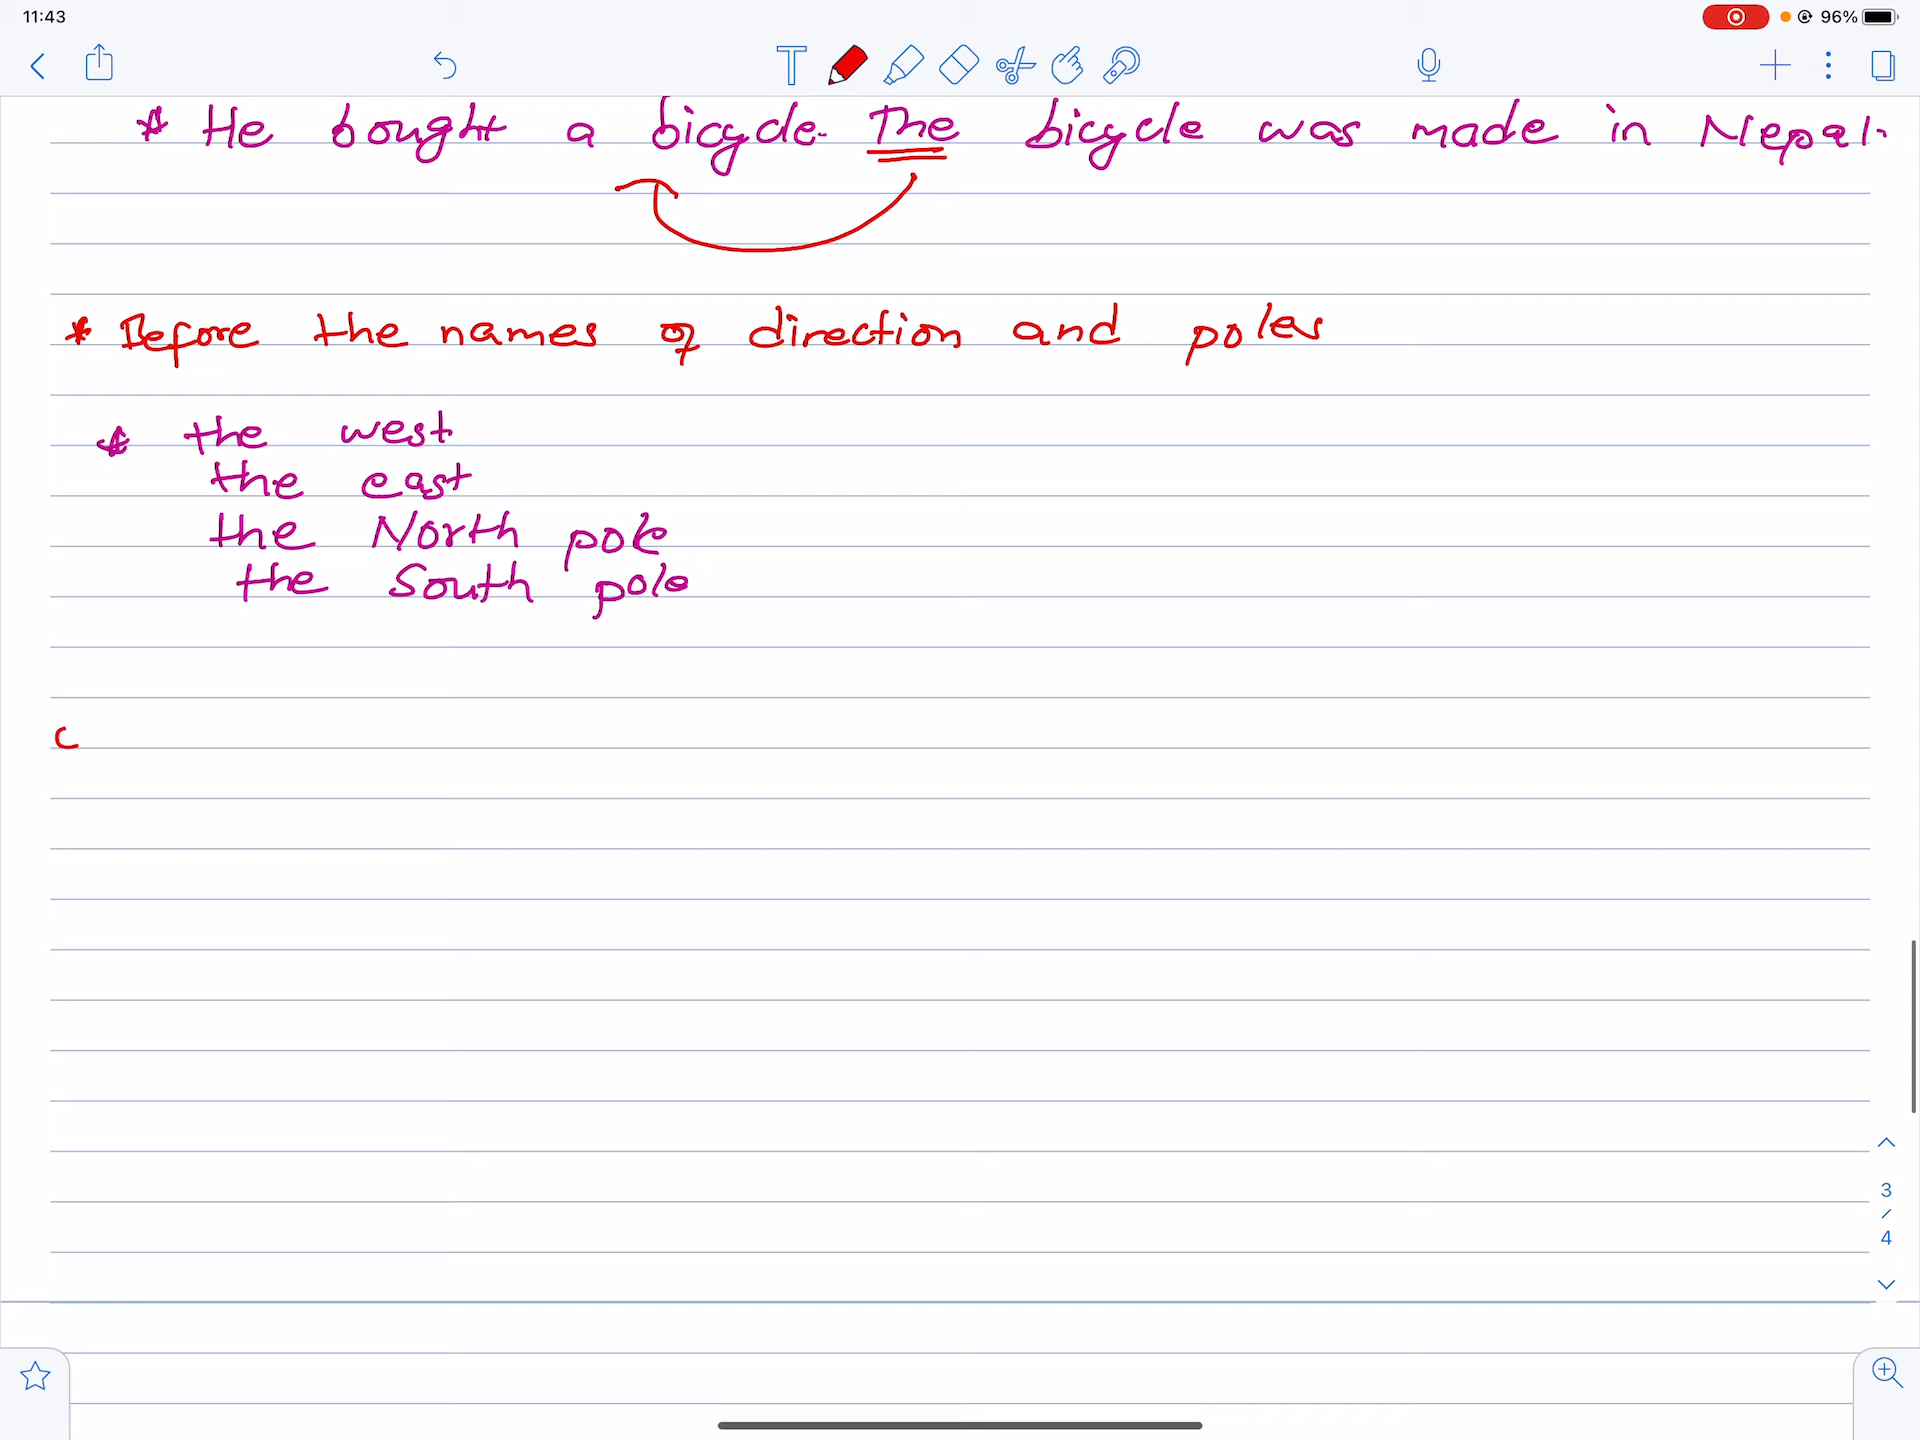 11:43
96%
* He bought a bicycle. The bicycle was made in Nepal.
* Before the names of direction and poles
* the west
the east
the North pole
the South pole
C
3
/
4